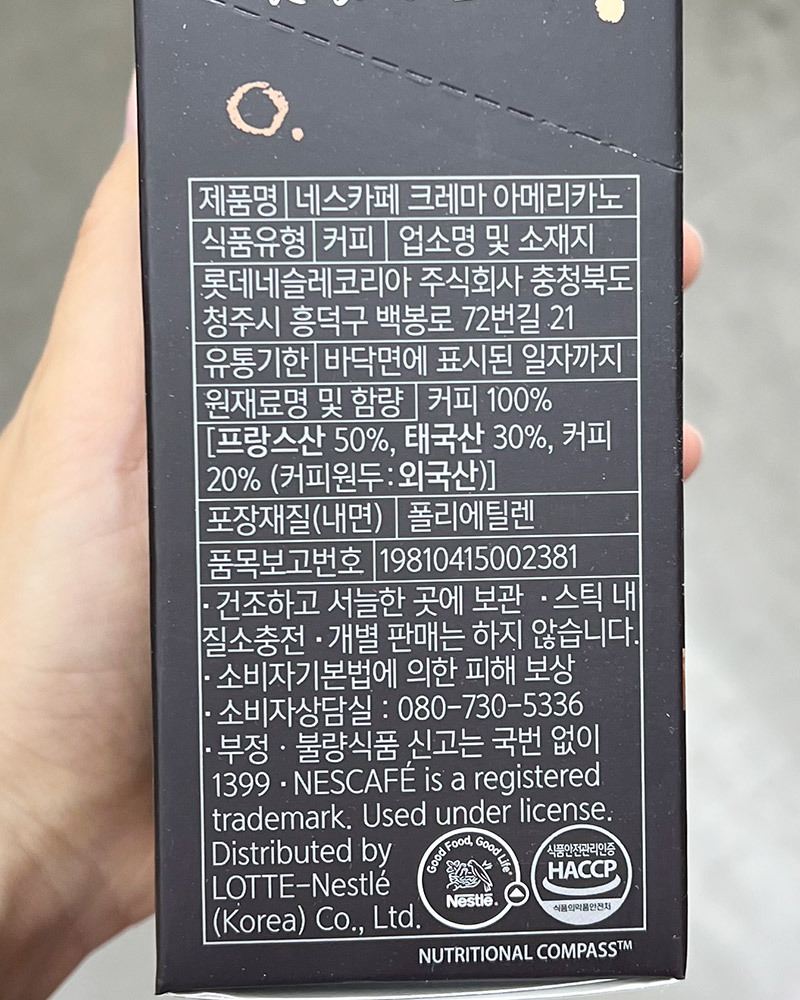 제품명 네스카페 크레마 아메리카노
식품유형 커피 업소명 및 소재지
롯데네슬레코리아 주식회사 충청북도
청주시 흥덕구 백봉로 72번길 21
유통기한 바닥면에 표시된 일자까지
원재료명 및 함량 커피 100%
[프랑스산 50%, 태국산 30%, 커피
20% (커피원두:외국산)]
포장재질(내면) 폴리에틸렌
품목보고번호 19810415002381
·건조하고 서늘한 곳에 보관 ·스틱 내
질소충전 ·개별 판매는 하지 않습니다.
·소비자기본법에 의한 피해 보상
·소비자상담실 : 080-730-5336
·부정·불량식품 신고는 국번 없이
1399 ·NESCAFÉ is a registered
trademark. Used under license.
Distributed by
LOTTE-Nestlé
(Korea) Co., Ltd.
Good Food, Good Life
Nestlé®
식품안전관리인증
HACCP
식품의약품안전처
NUTRITIONAL COMPASS™